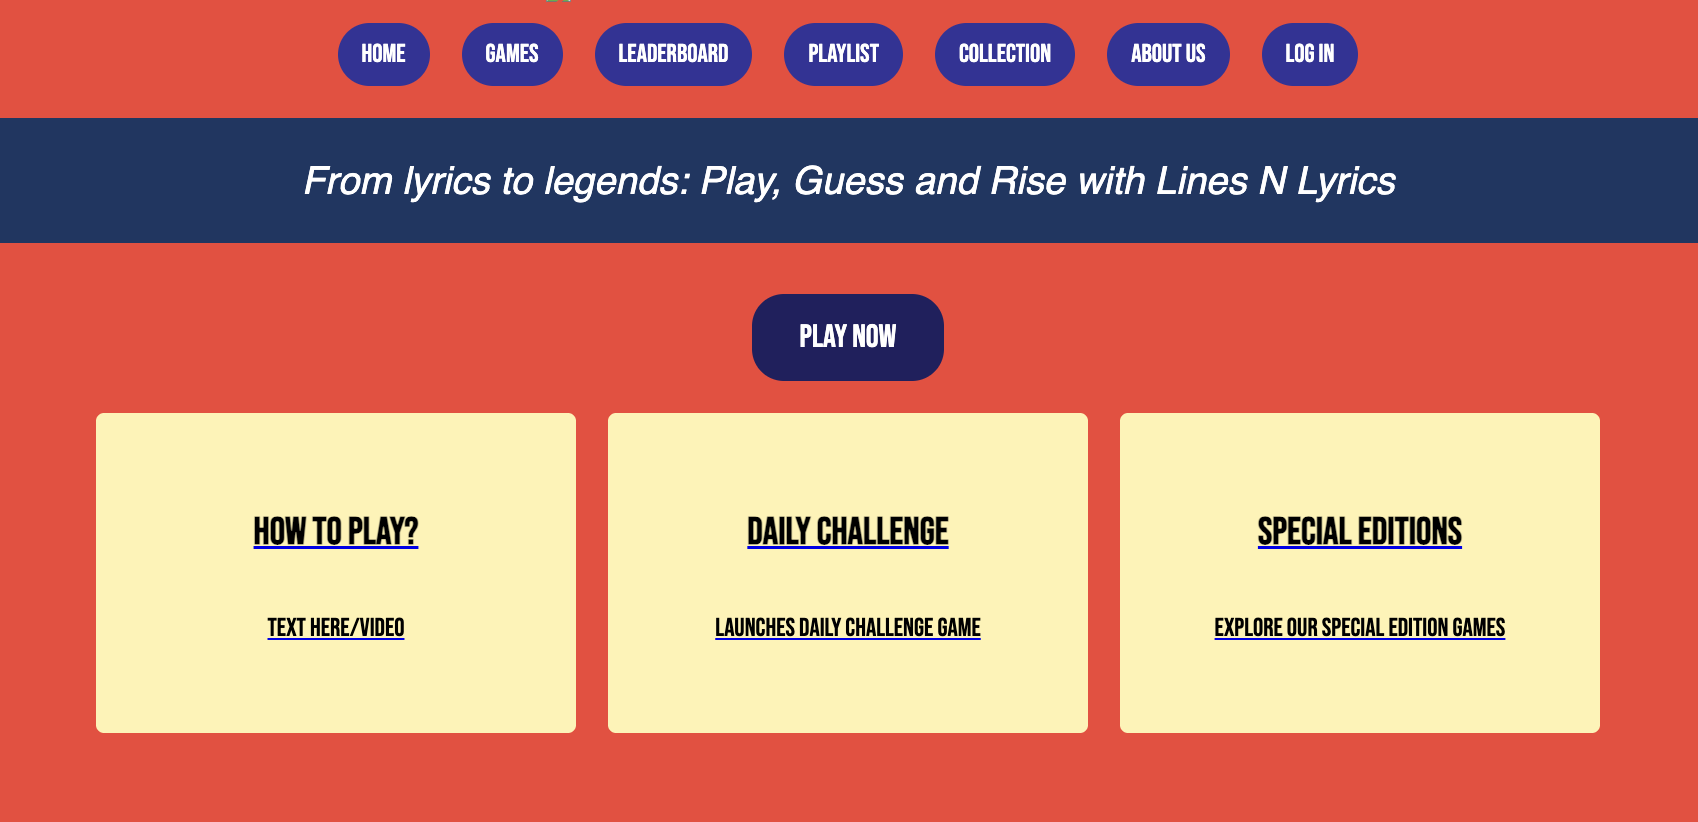 HOME
GAMES
LEADERBOARD
PLAYLIST
COLLECTION
ABOUT US
LOG IN
From lyrics to legends: Play, Guess and Rise with Lines N Lyrics
PLAY NOW
HOW TO PLAY?
TEXT HERE/VIDEO
DAILY CHALLENGE
LAUNCHES DAILY CHALLENGE GAME
SPECIAL EDITIONS
EXPLORE OUR SPECIAL EDITION GAMES